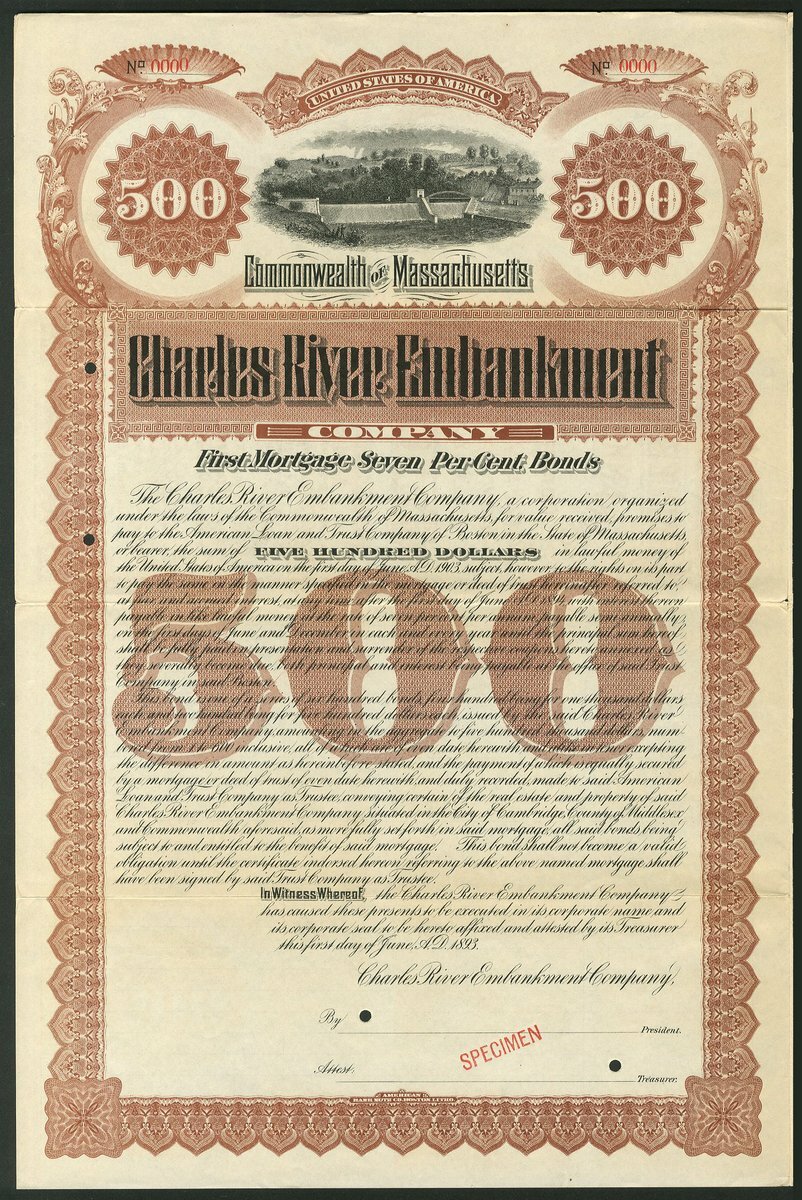 No. 0000
No. 0000
UNITED STATES OF AMERICA
500
500
Commonwealth OF Massachusetts
Charles River Embankment
COMPANY
First Mortgage Seven Per Cent. Bonds
The Charles River Embankment Company, a corporation organized
under the laws of the Commonwealth of Massachusetts, for value received, promises to
pay to the American Loan and Trust Company of Boston in the State of Massachusetts,
or bearer, the sum of FIVE HUNDRED DOLLARS in lawful money of
the United States of America on the first day of June A.D. 1903, subject, however, to the rights on its part
to pay the same in the manner specified in the mortgage or deed of trust hereinafter referred to,
at par and accrued interest, at any time after the first day of June A.D. with interest hereon
payable in like lawful money at the rate of seven per cent per annum, payable semi-annually
on the first days of June and December in each and every year until the principal sum
shall be fully paid on presentation and surrender of the coupons hereto annexed as
they severally become due, both principal and interest being payable at the office of said Trust
Company in said Boston.
This bond is one of a series of six hundred bonds, four hundred being for one thousand dollars
each, and two hundred being for five hundred dollars each, issued by the said Charles River
Embankment Company, amounting in the aggregate to five hundred thousand dollars, num-
bered from to inclusive, all of which are of even date herewith and alike in tenor excepting
the difference in amount as hereinbefore stated, and the payment of which is equally secured
by a mortgage or deed of trust of even date herewith, and duly recorded, made to said American
Loan and Trust Company as Trustee, conveying certain of the real estate and property of said
Charles River Embankment Company situated in the City of Cambridge, County of Middlesex
and Commonwealth aforesaid, as more fully set forth in said mortgage, all said bonds being
subject to and entitled to the benefit of said mortgage. This bond shall not become a valid
obligation until the certificate indorsed hereon referring to the above named mortgage shall
have been signed by said Trust Company as Trustee.
In Witness Whereof, the Charles River Embankment Company
has caused these presents to be executed in its corporate name and
its corporate seal to be hereto affixed and attested by its Treasurer
this first day of June, A.D. 1893.
Charles River Embankment Company,
By President.
SPECIMEN
Attest, Treasurer.
AMERICAN
BANK NOTE CO. BOSTON LITHO.